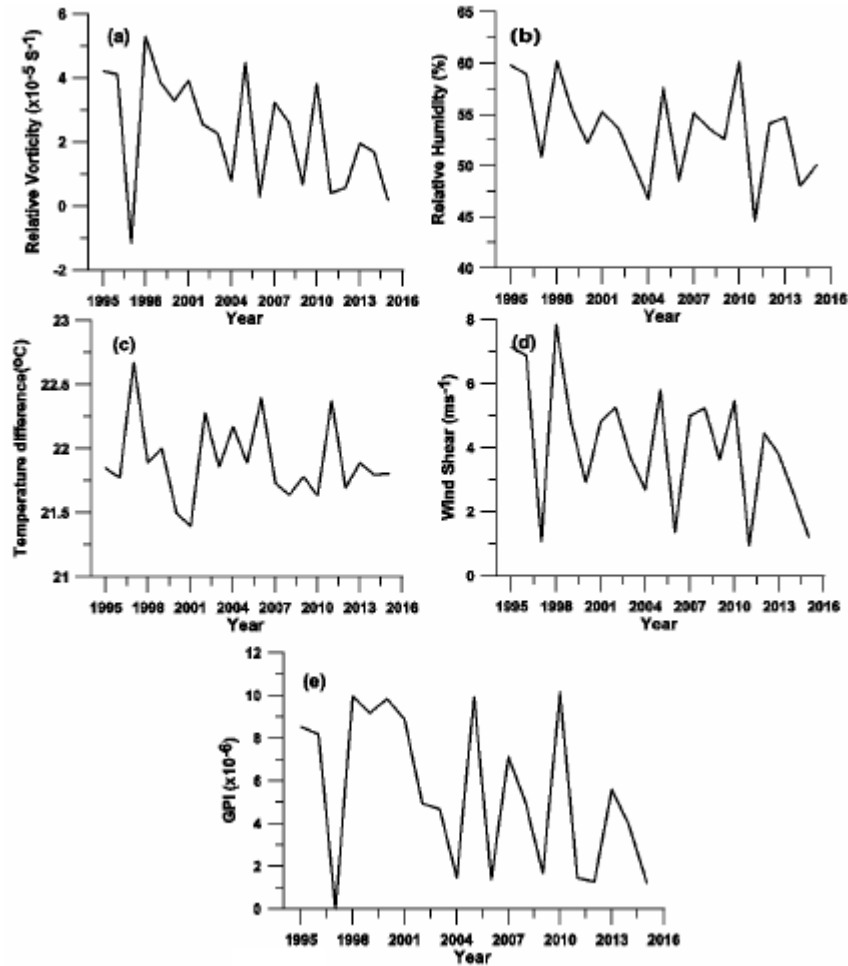 (a)
Relative Vorticity (x10⁻⁵ S⁻¹)
6
4
2
0
-2
1995 1998 2001 2004 2007 2010 2013 2016
Year
(b)
Relative Humidity (%)
65
60
55
50
45
40
1995 1998 2001 2004 2007 2010 2013 2016
Year
(c)
Temperature difference(ºC)
23
22.5
22
21.5
21
1995 1998 2001 2004 2007 2010 2013 2016
Year
(d)
Wind Shear (ms⁻¹)
8
6
4
2
0
1995 1998 2001 2004 2007 2010 2013 2016
Year
(e)
GPI (x10⁻⁶)
12
10
8
6
4
2
0
1995 1998 2001 2004 2007 2010 2013 2016
Year